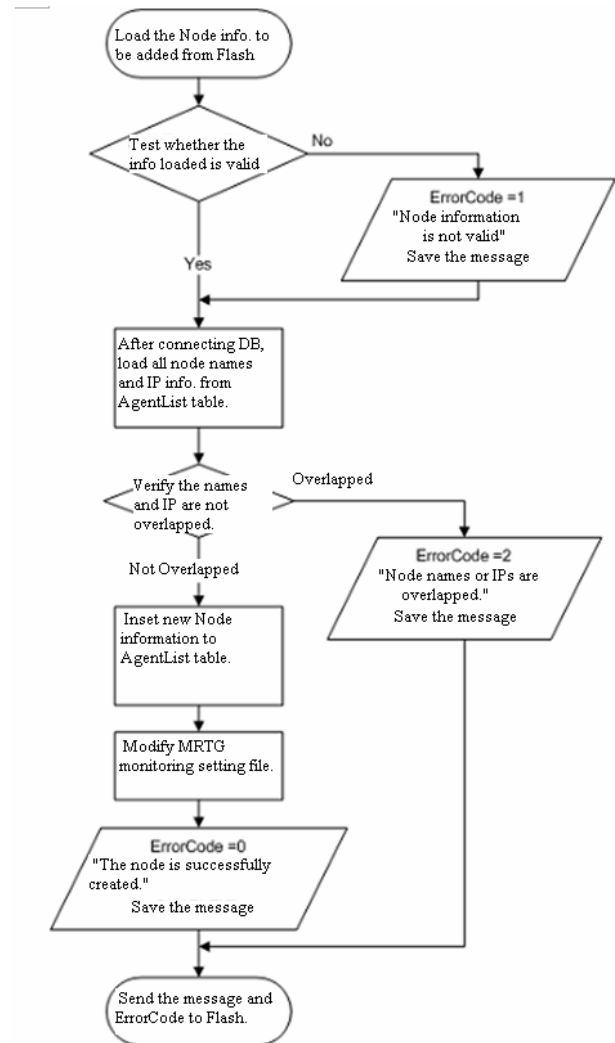 Load the Node info. to
be added from Flash
Test whether the
info loaded is valid
No
ErrorCode =1
"Node information
is not valid"
Save the message
Yes
After connecting DB,
load all node names
and IP info. from
AgentList table.
Verify the names
and IP are not
overlapped.
Overlapped
ErrorCode =2
"Node names or IPs are
overlapped."
Save the message
Not Overlapped
Inset new Node
information to
AgentList table.
Modify MRTG
monitoring setting file.
ErrorCode =0
"The node is successfully
created."
Save the message
Send the message and
ErrorCode to Flash.